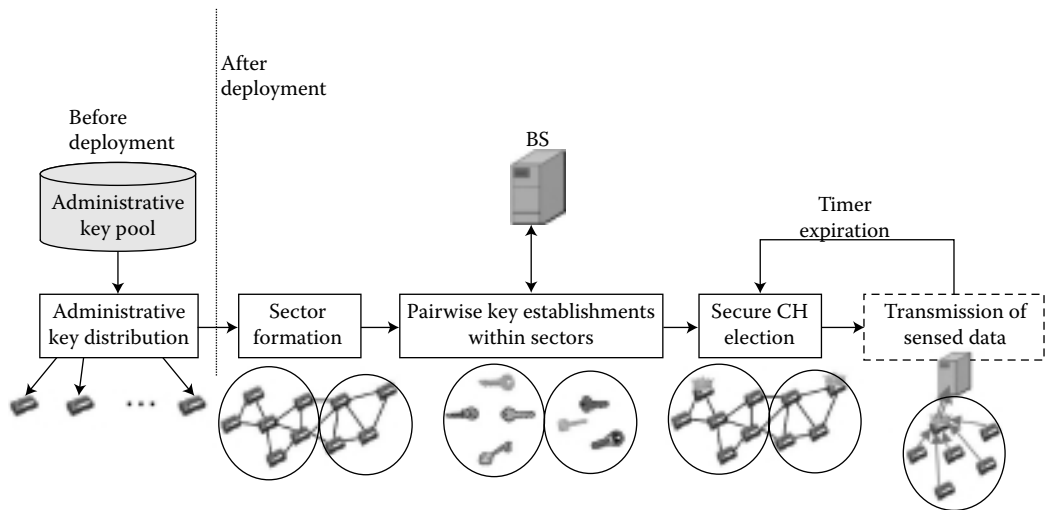 Before
deployment
After
deployment
Administrative
key pool
BS
Timer
expiration
Administrative
key distribution
Sector
formation
Pairwise key establishments
within sectors
Secure CH
election
Transmission of
sensed data